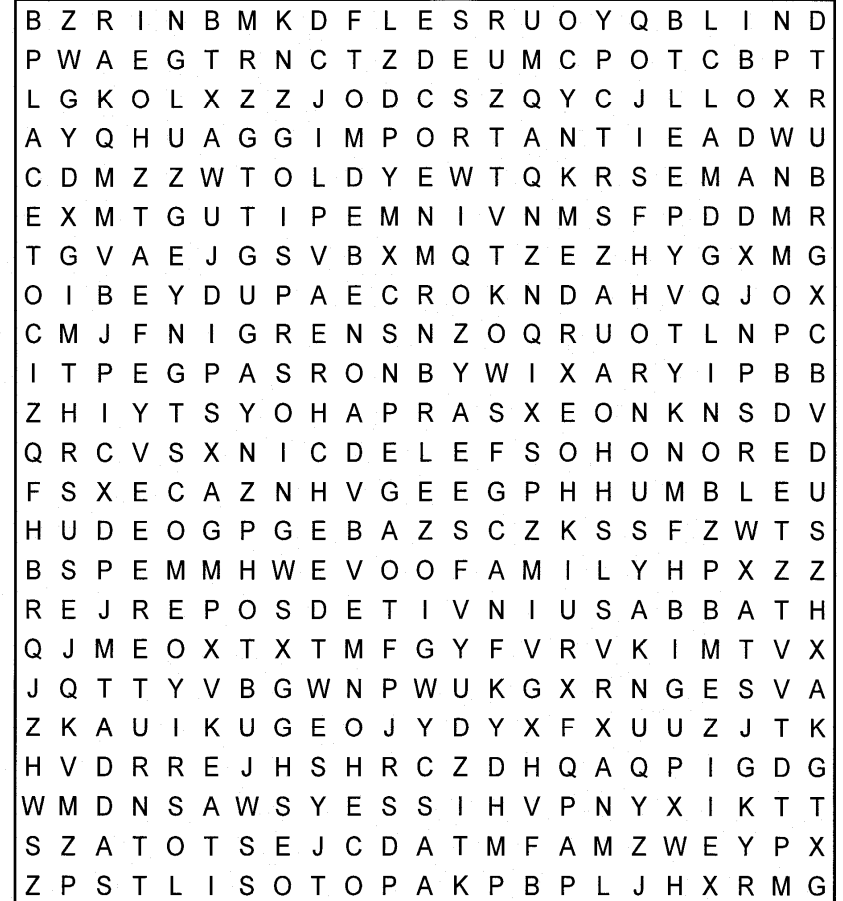 B Z R I N B M K D F L E S R U O Y Q B L I N D
P W A E G T R N C T Z D E U M C P O T C B P T
L G K O L X Z Z J O D C S Z Q Y C J L L O X R
A Y Q H U A G G I M P O R T A N T I E A D W U
C D M Z Z W T O L D Y E W T Q K R S E M A N B
E X M T G U T I P E M N I V N M S F P D D M R
T G V A E J G S V B X M Q T Z E Z H Y G X M G
O I B E Y D U P A E C R O K N D A H V Q J O X
C M J F N I G R E N S N Z O Q R U O T L N P C
I T P E G P A S R O N B Y W I X A R Y I P B B
Z H I Y T S Y O H A P R A S X E O N K N S D V
Q R C V S X N I C D E L E F S O H O N O R E D
F S X E C A Z N H V G E E G P H H U M B L E U
H U D E O G P G E B A Z S C Z K S S F Z W T S
B S P E M M H W E V O O F A M I L Y H P X Z Z
R E J R E P O S D E T I V N I U S A B B A T H
Q J M E O X T X T M F G Y F V R V K I M T V X
J Q T T Y V B G W N P W U K G X R N G E S V A
Z K A U I K U G E O J Y D Y X F X U U Z J T K
H V D R R E J H S H R C Z D H Q A Q P I G D G
W M D N S A W S Y E S S I H V P N Y X I K T T
S Z A T O T S E J C D A T M F A M Z W E Y P X
Z P S T L I S O T O P A K P B P L J H X R M G